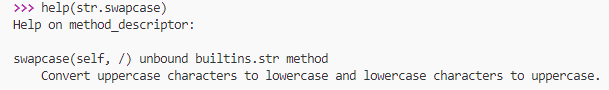 >>> help(str.swapcase)
Help on method_descriptor:

swapcase(self, /) unbound builtins.str method
    Convert uppercase characters to lowercase and lowercase characters to uppercase.